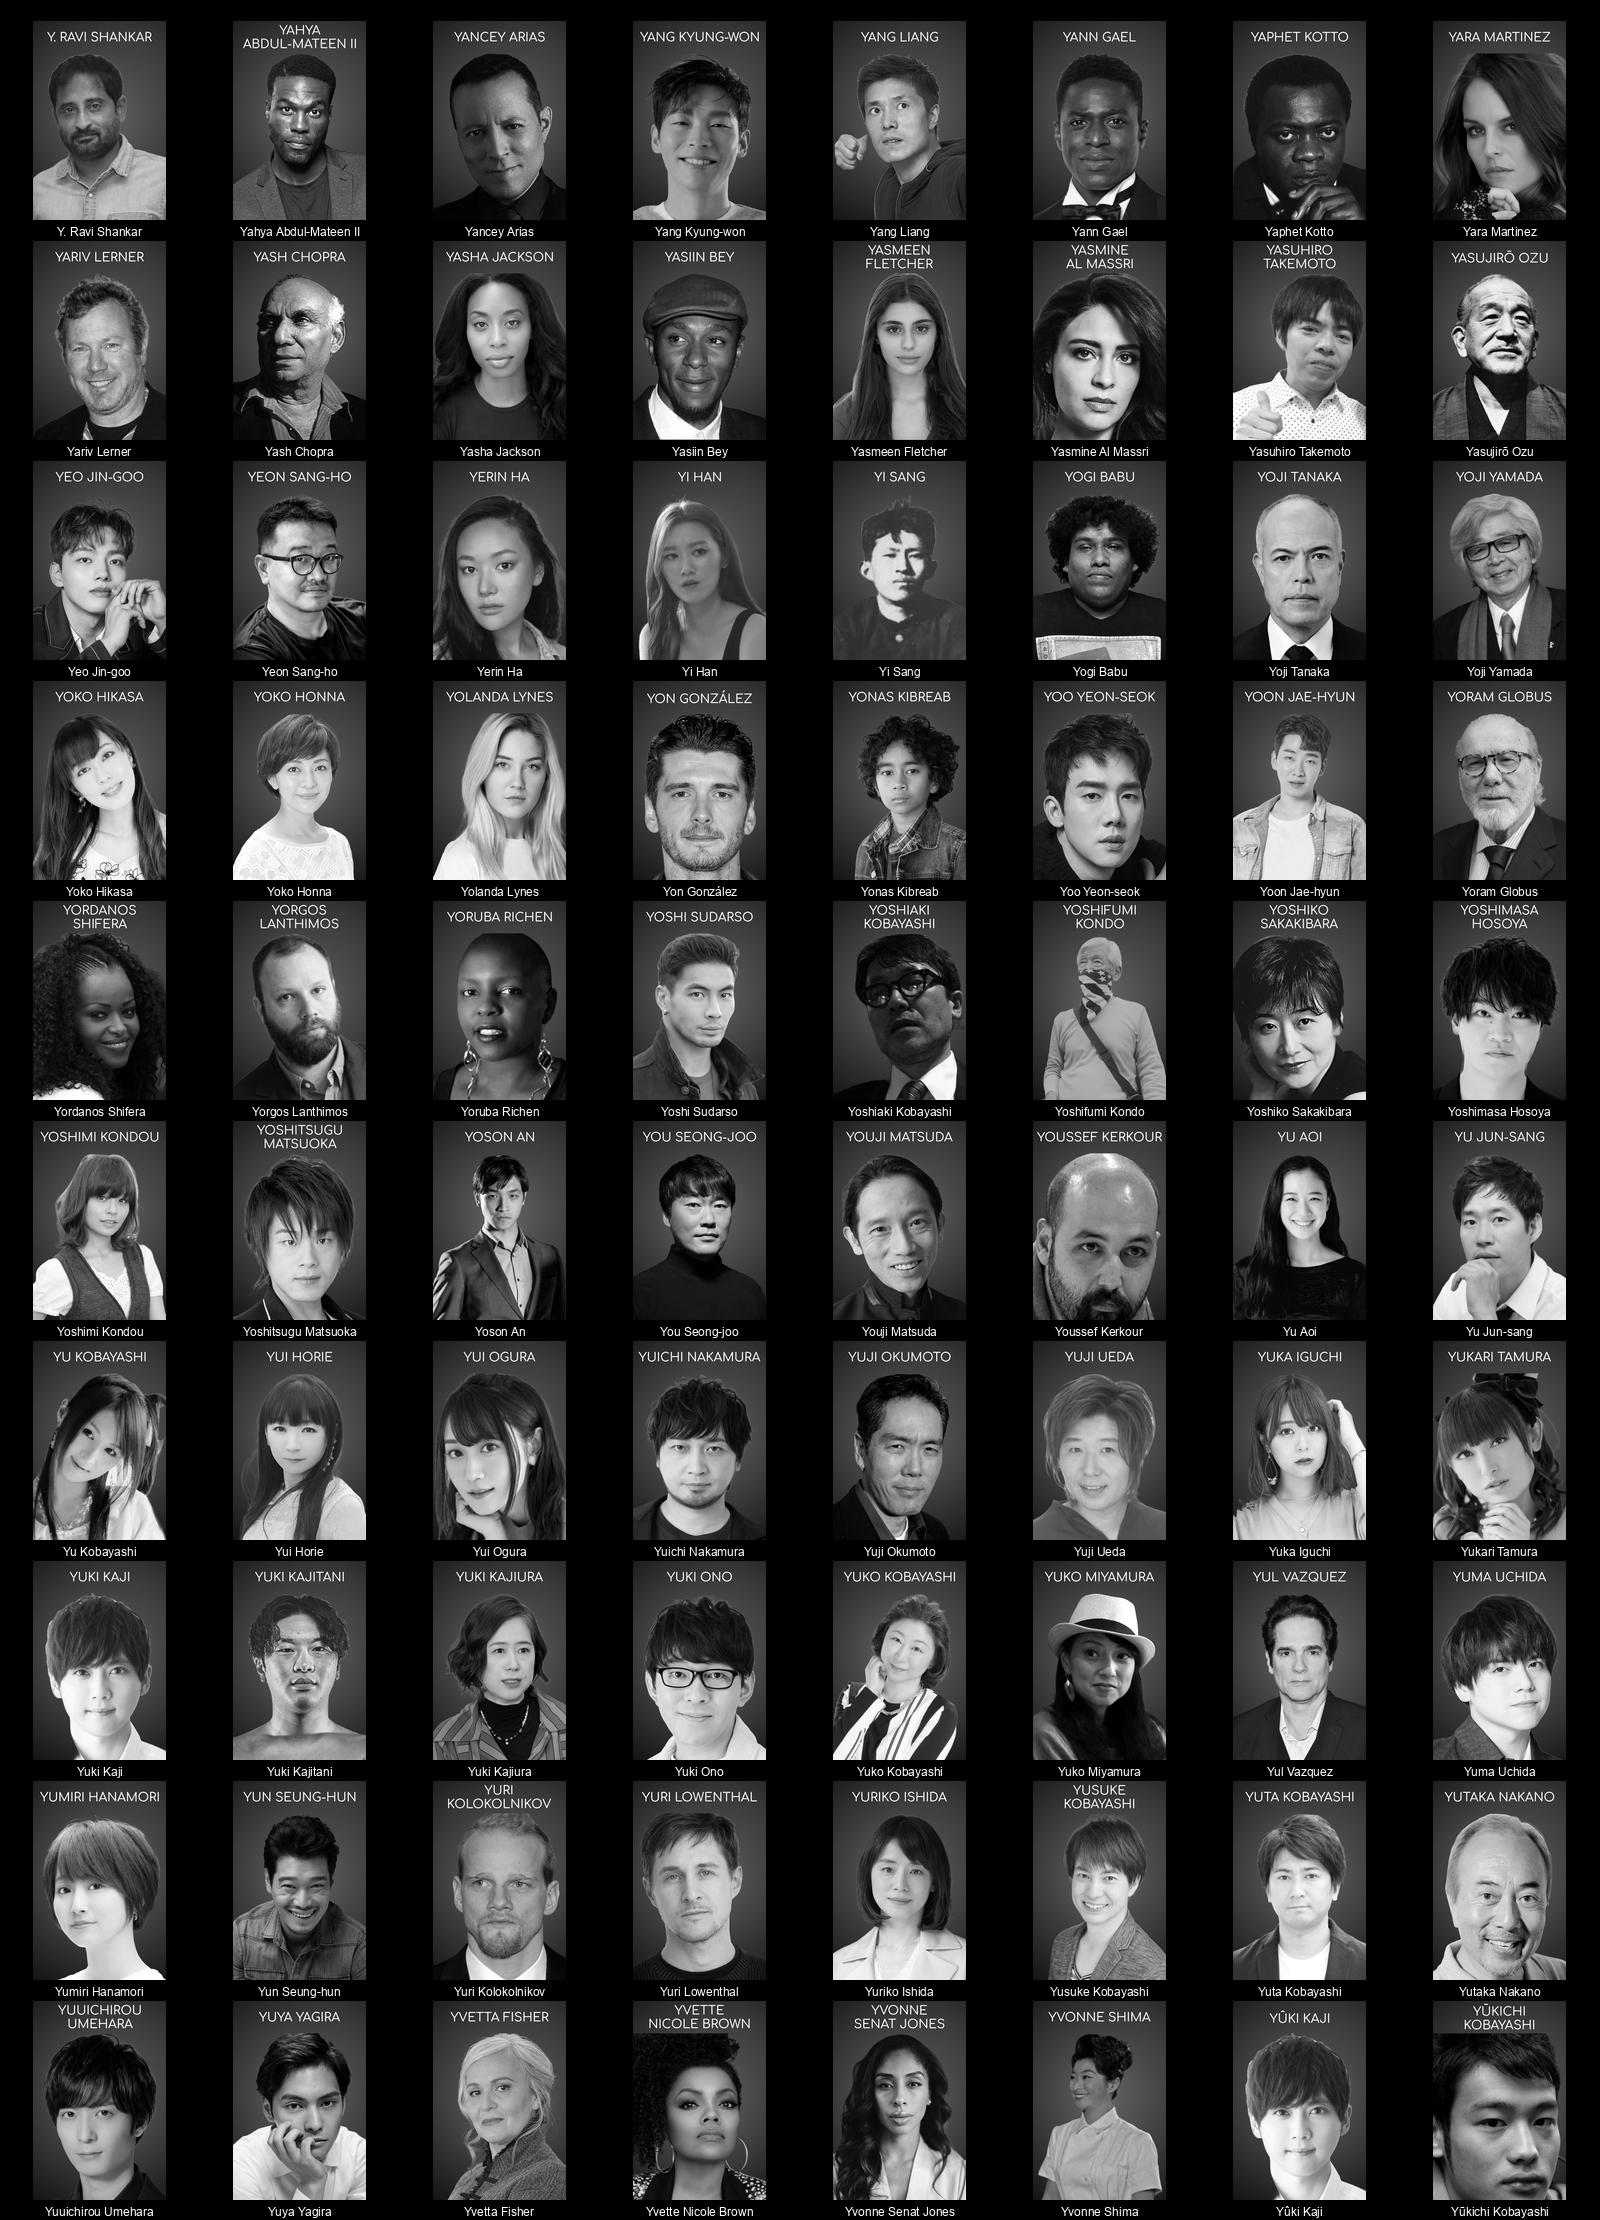 Y. RAVI SHANKAR
YAHYA
ABDUL-MATEEN II
YANCEY ARIAS
YANG KYUNG-WON
YANG LIANG
YANN GAEL
YAPHET KOTTO
YARA MARTINEZ
Y. Ravi Shankar
Yahya Abdul-Mateen II
Yancey Arias
Yang Kyung-won
Yang Liang
Yann Gael
Yaphet Kotto
Yara Martinez
YARIV LERNER
YASH CHOPRA
YASHA JACKSON
YASIIN BEY
YASMEEN
FLETCHER
YASMINE
AL MASSRI
YASUHIRO
TAKEMOTO
YASUJIRŌ OZU
Yariv Lerner
Yash Chopra
Yasha Jackson
Yasiin Bey
Yasmeen Fletcher
Yasmine Al Massri
Yasuhiro Takemoto
Yasujirō Ozu
YEO JIN-GOO
YEON SANG-HO
YERIN HA
YI HAN
YI SANG
YOGI BABU
YOJI TANAKA
YOJI YAMADA
Yeo Jin-goo
Yeon Sang-ho
Yerin Ha
Yi Han
Yi Sang
Yogi Babu
Yoji Tanaka
Yoji Yamada
YOKO HIKASA
YOKO HONNA
YOLANDA LYNES
YON GONZÁLEZ
YONAS KIBREAB
YOO YEON-SEOK
YOON JAE-HYUN
YORAM GLOBUS
Yoko Hikasa
Yoko Honna
Yolanda Lynes
Yon González
Yonas Kibreab
Yoo Yeon-seok
Yoon Jae-hyun
Yoram Globus
YORDANOS
SHIFERA
YORGOS
LANTHIMOS
YORUBA RICHEN
YOSHI SUDARSO
YOSHIAKI
KOBAYASHI
YOSHIFUMI
KONDO
YOSHIKO
SAKAKIBARA
YOSHIMASA
HOSOYA
Yordanos Shifera
Yorgos Lanthimos
Yoruba Richen
Yoshi Sudarso
Yoshiaki Kobayashi
Yoshifumi Kondo
Yoshiko Sakakibara
Yoshimasa Hosoya
YOSHIMI KONDOU
YOSHITSUGU
MATSUOKA
YOSON AN
YOU SEONG-JOO
YOUJI MATSUDA
YOUSSEF KERKOUR
YU AOI
YU JUN-SANG
Yoshimi Kondou
Yoshitsugu Matsuoka
Yoson An
You Seong-joo
Youji Matsuda
Youssef Kerkour
Yu Aoi
Yu Jun-sang
YU KOBAYASHI
YUI HORIE
YUI OGURA
YUICHI NAKAMURA
YUJI OKUMOTO
YUJI UEDA
YUKA IGUCHI
YUKARI TAMURA
Yu Kobayashi
Yui Horie
Yui Ogura
Yuichi Nakamura
Yuji Okumoto
Yuji Ueda
Yuka Iguchi
Yukari Tamura
YUKI KAJI
YUKI KAJITANI
YUKI KAJIURA
YUKI ONO
YUKO KOBAYASHI
YUKO MIYAMURA
YUL VAZQUEZ
YUMA UCHIDA
Yuki Kaji
Yuki Kajitani
Yuki Kajiura
Yuki Ono
Yuko Kobayashi
Yuko Miyamura
Yul Vazquez
Yuma Uchida
YUMIRI HANAMORI
YUN SEUNG-HUN
YURI
KOLOKOLNIKOV
YURI LOWENTHAL
YURIKO ISHIDA
YUSUKE
KOBAYASHI
YUTA KOBAYASHI
YUTAKA NAKANO
Yumiri Hanamori
Yun Seung-hun
Yuri Kolokolnikov
Yuri Lowenthal
Yuriko Ishida
Yusuke Kobayashi
Yuta Kobayashi
Yutaka Nakano
YUUICHIROU
UMEHARA
YUYA YAGIRA
YVETTA FISHER
YVETTE
NICOLE BROWN
YVONNE
SENAT JONES
YVONNE SHIMA
YÛKI KAJI
YŪKICHI
KOBAYASHI
Yuuichirou Umehara
Yuya Yagira
Yvetta Fisher
Yvette Nicole Brown
Yvonne Senat Jones
Yvonne Shima
Yûki Kaji
Yūkichi Kobayashi